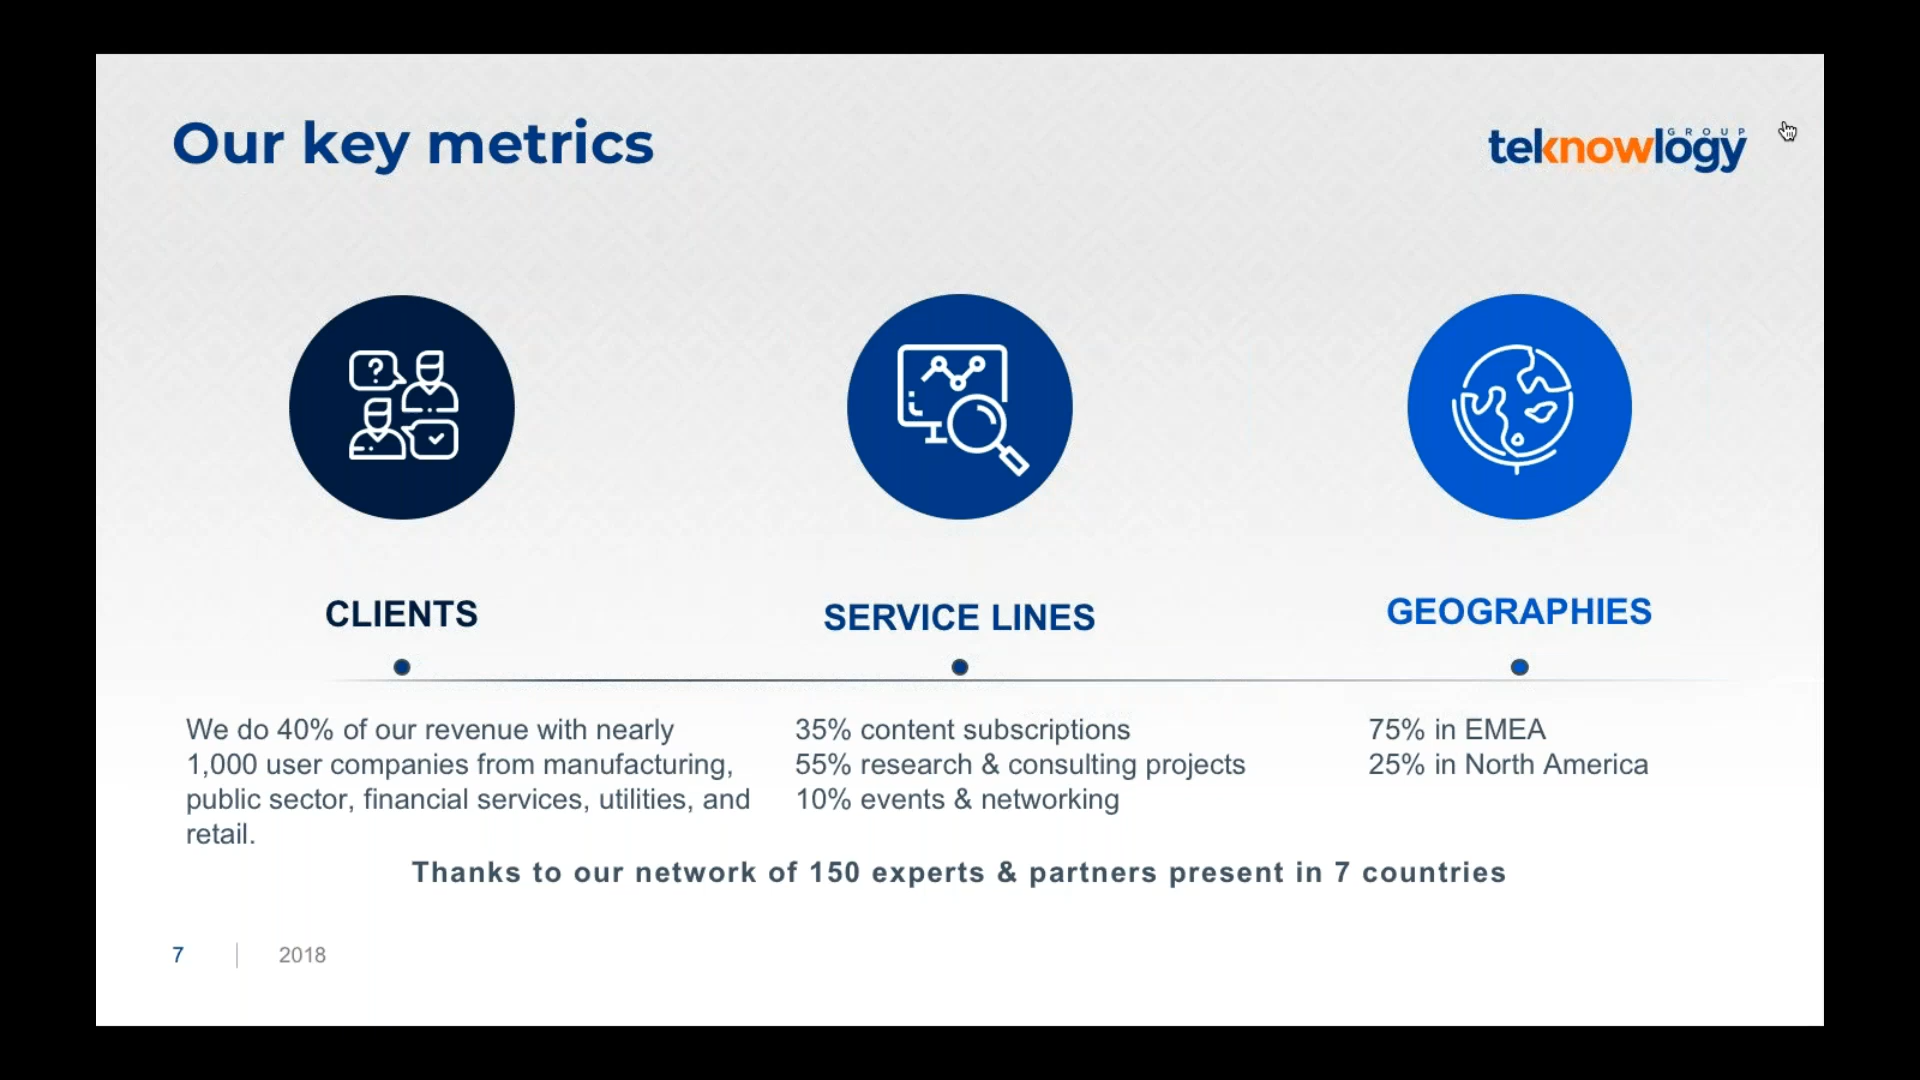 Our key metrics
teknowlogy
GROUP
?
CLIENTS
SERVICE LINES
GEOGRAPHIES
We do 40% of our revenue with nearly
1,000 user companies from manufacturing,
public sector, financial services, utilities, and
retail.
35% content subscriptions
55% research & consulting projects
10% events & networking
75% in EMEA
25% in North America
Thanks to our network of 150 experts & partners present in 7 countries
7
2018